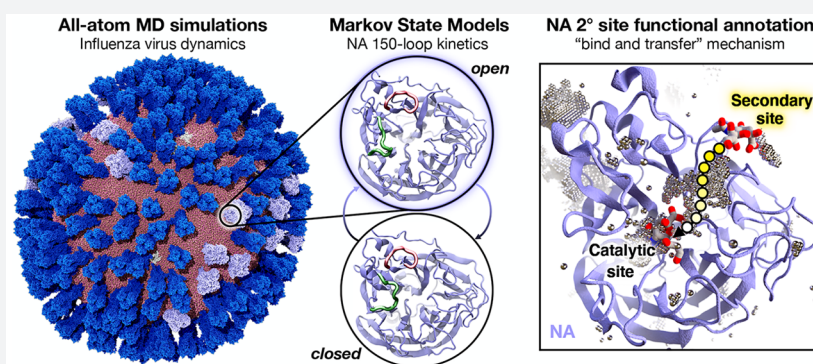 All-atom MD simulations
Influenza virus dynamics
Markov State Models
NA 150-loop kinetics
open
closed
NA 2° site functional annotation
“bind and transfer” mechanism
Secondary
site
Catalytic
site
NA